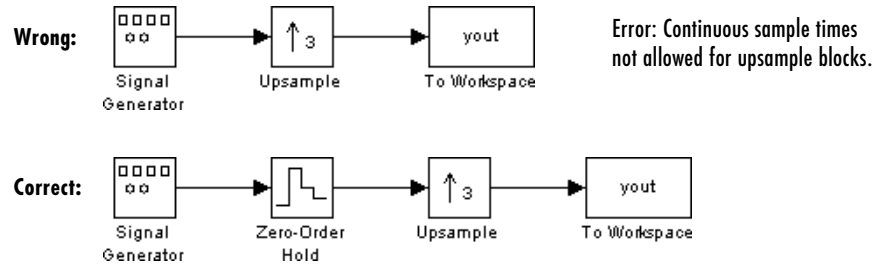 Wrong:
↑3
yout
Error: Continuous sample times
not allowed for upsample blocks.
Signal
Generator
Upsample
To Workspace
Correct:
↑3
yout
Signal
Generator
Zero-Order
Hold
Upsample
To Workspace